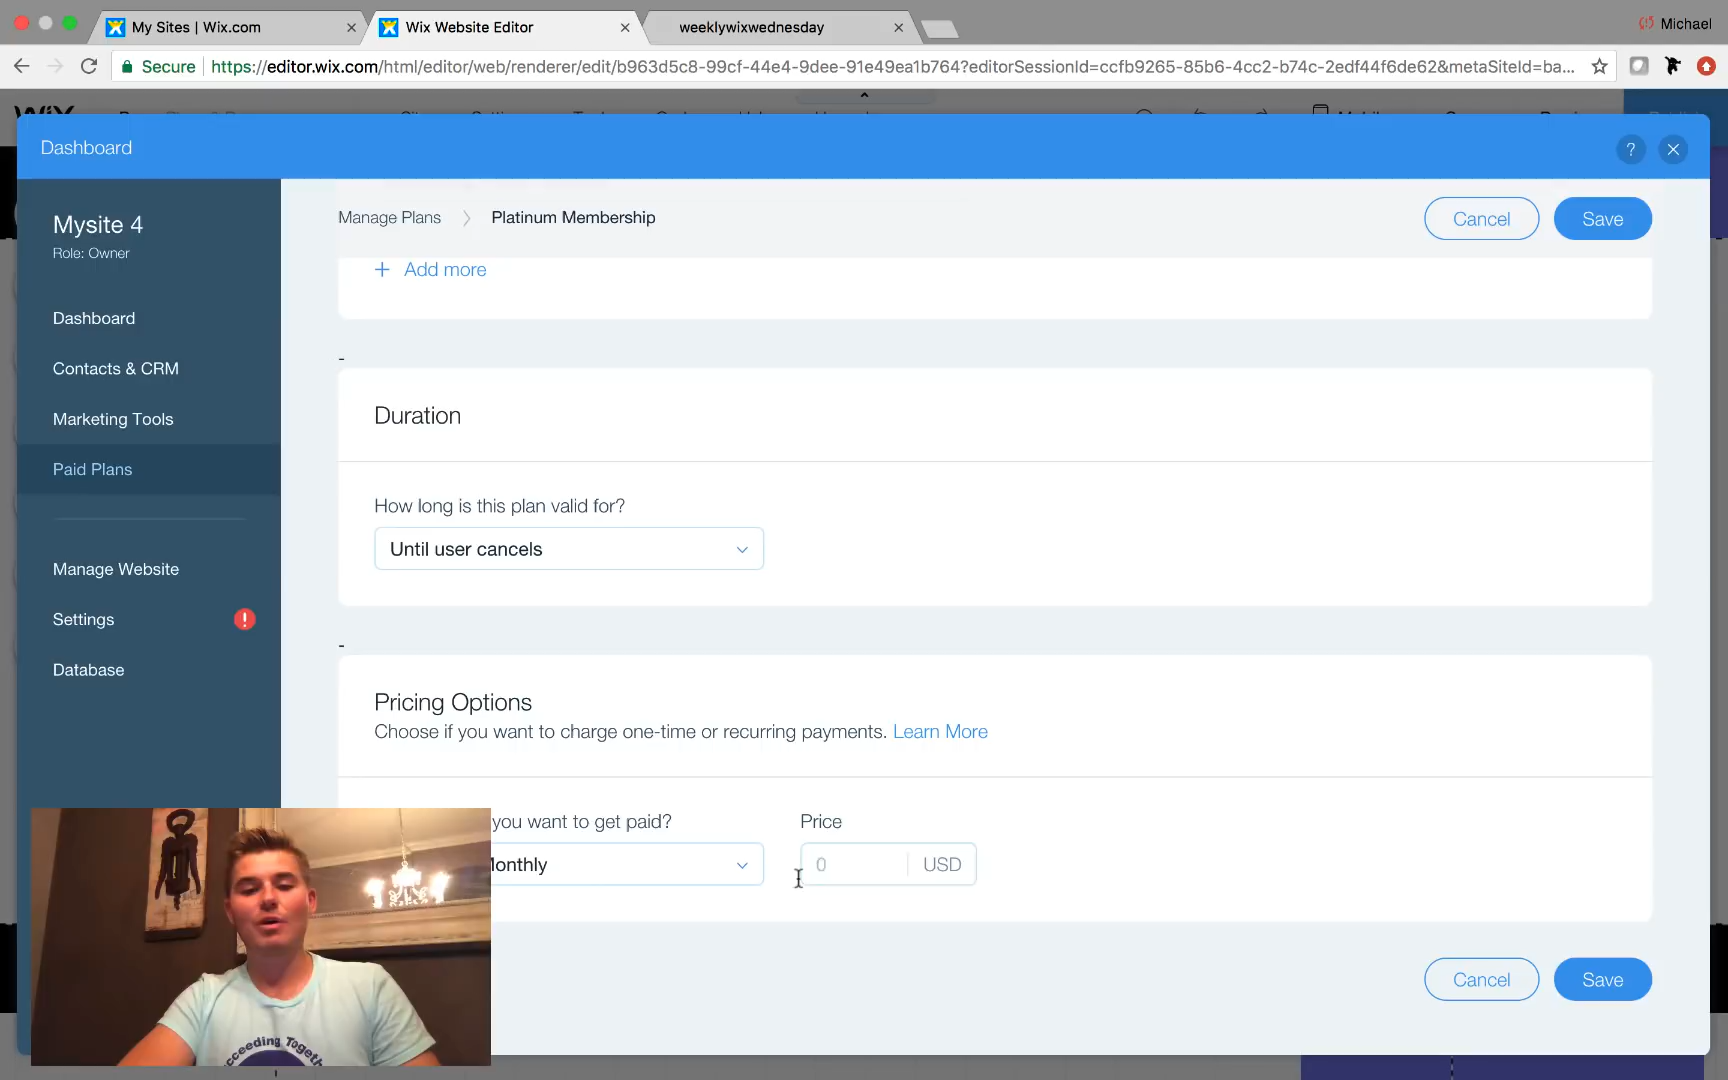 My Sites | Wix.com
Wix Website Editor
weeklywixwednesday
Michael
Secure
https://editor.wix.com/html/editor/web/renderer/edit/b963d5c8-99cf-44e4-9dee-91e49ea1b764?editorSessionId=ccfb9265-85b6-4cc2-b74c-2edf44f6de62&metaSiteId=ba...
WiX
Dashboard
?
Mysite 4
Role: Owner
Dashboard
Contacts & CRM
Marketing Tools
Paid Plans
Manage Website
Settings
!
Database
Manage Plans > Platinum Membership
Cancel
Save
+ Add more
-
Duration
How long is this plan valid for?
Until user cancels
-
Pricing Options
Choose if you want to charge one-time or recurring payments. Learn More
you want to get paid?
Price
onthly
0
USD
Cancel
Save
cceeding Togeth